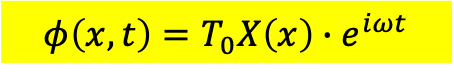 ϕ(x, t) = T₀X(x) · e^{iωt}